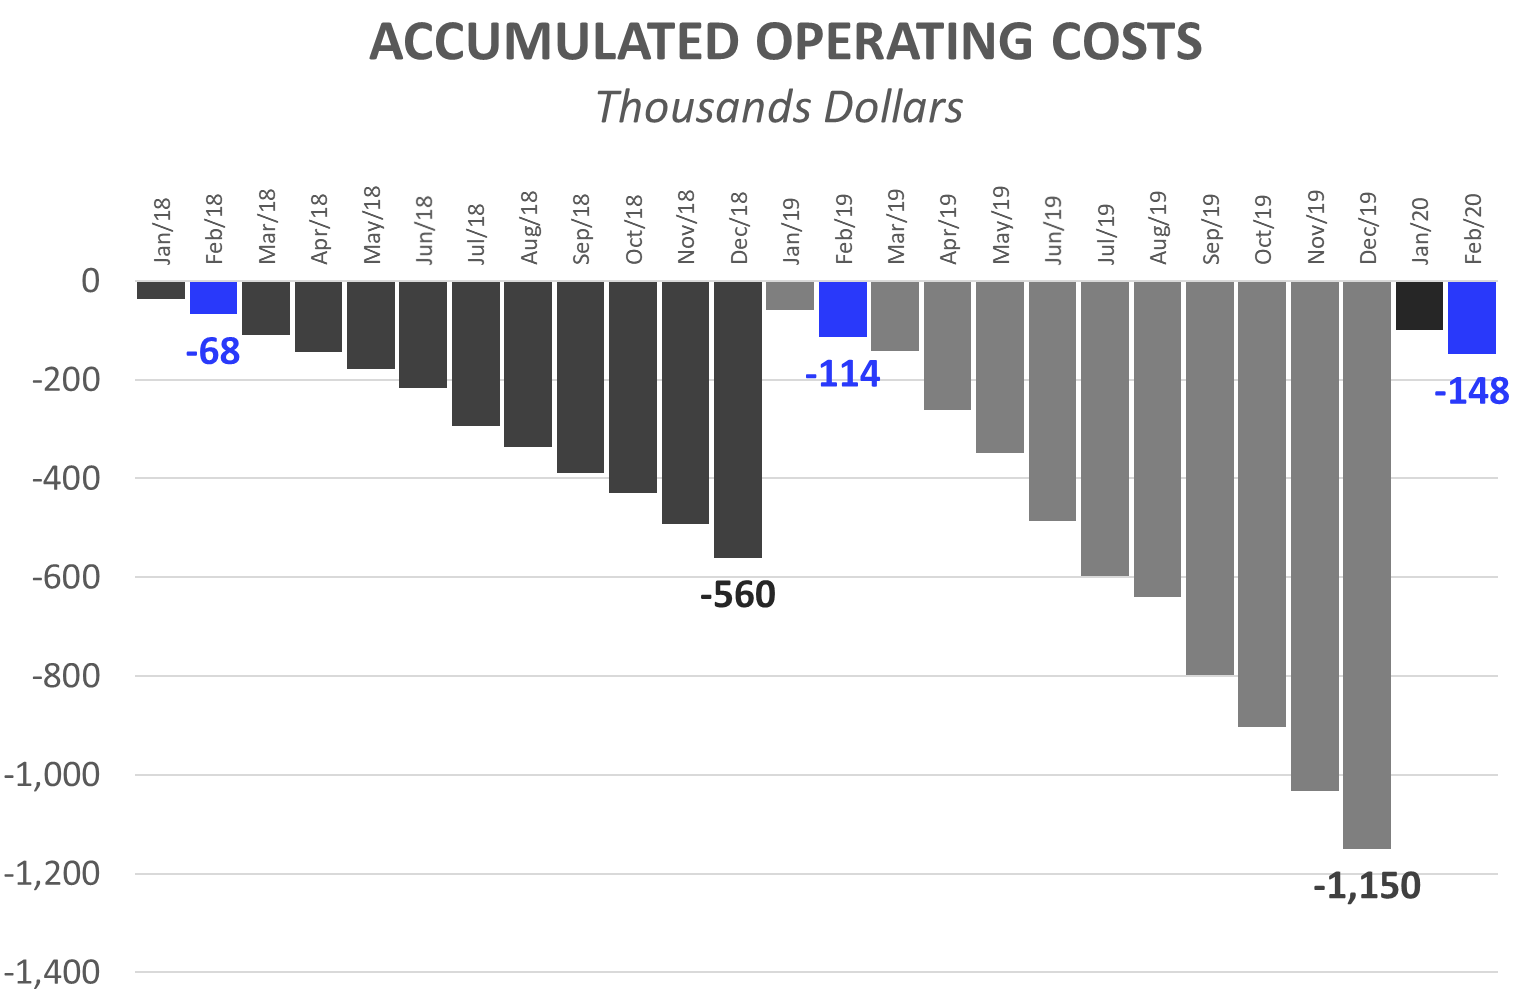 ACCUMULATED OPERATING COSTS
Thousands Dollars
Jan/18
Feb/18
Mar/18
Apr/18
May/18
Jun/18
Jul/18
Aug/18
Sep/18
Oct/18
Nov/18
Dec/18
Jan/19
Feb/19
Mar/19
Apr/19
May/19
Jun/19
Jul/19
Aug/19
Sep/19
Oct/19
Nov/19
Dec/19
Jan/20
Feb/20
0
-200
-400
-600
-800
-1,000
-1,200
-1,400
-68
-560
-114
-1,150
-148